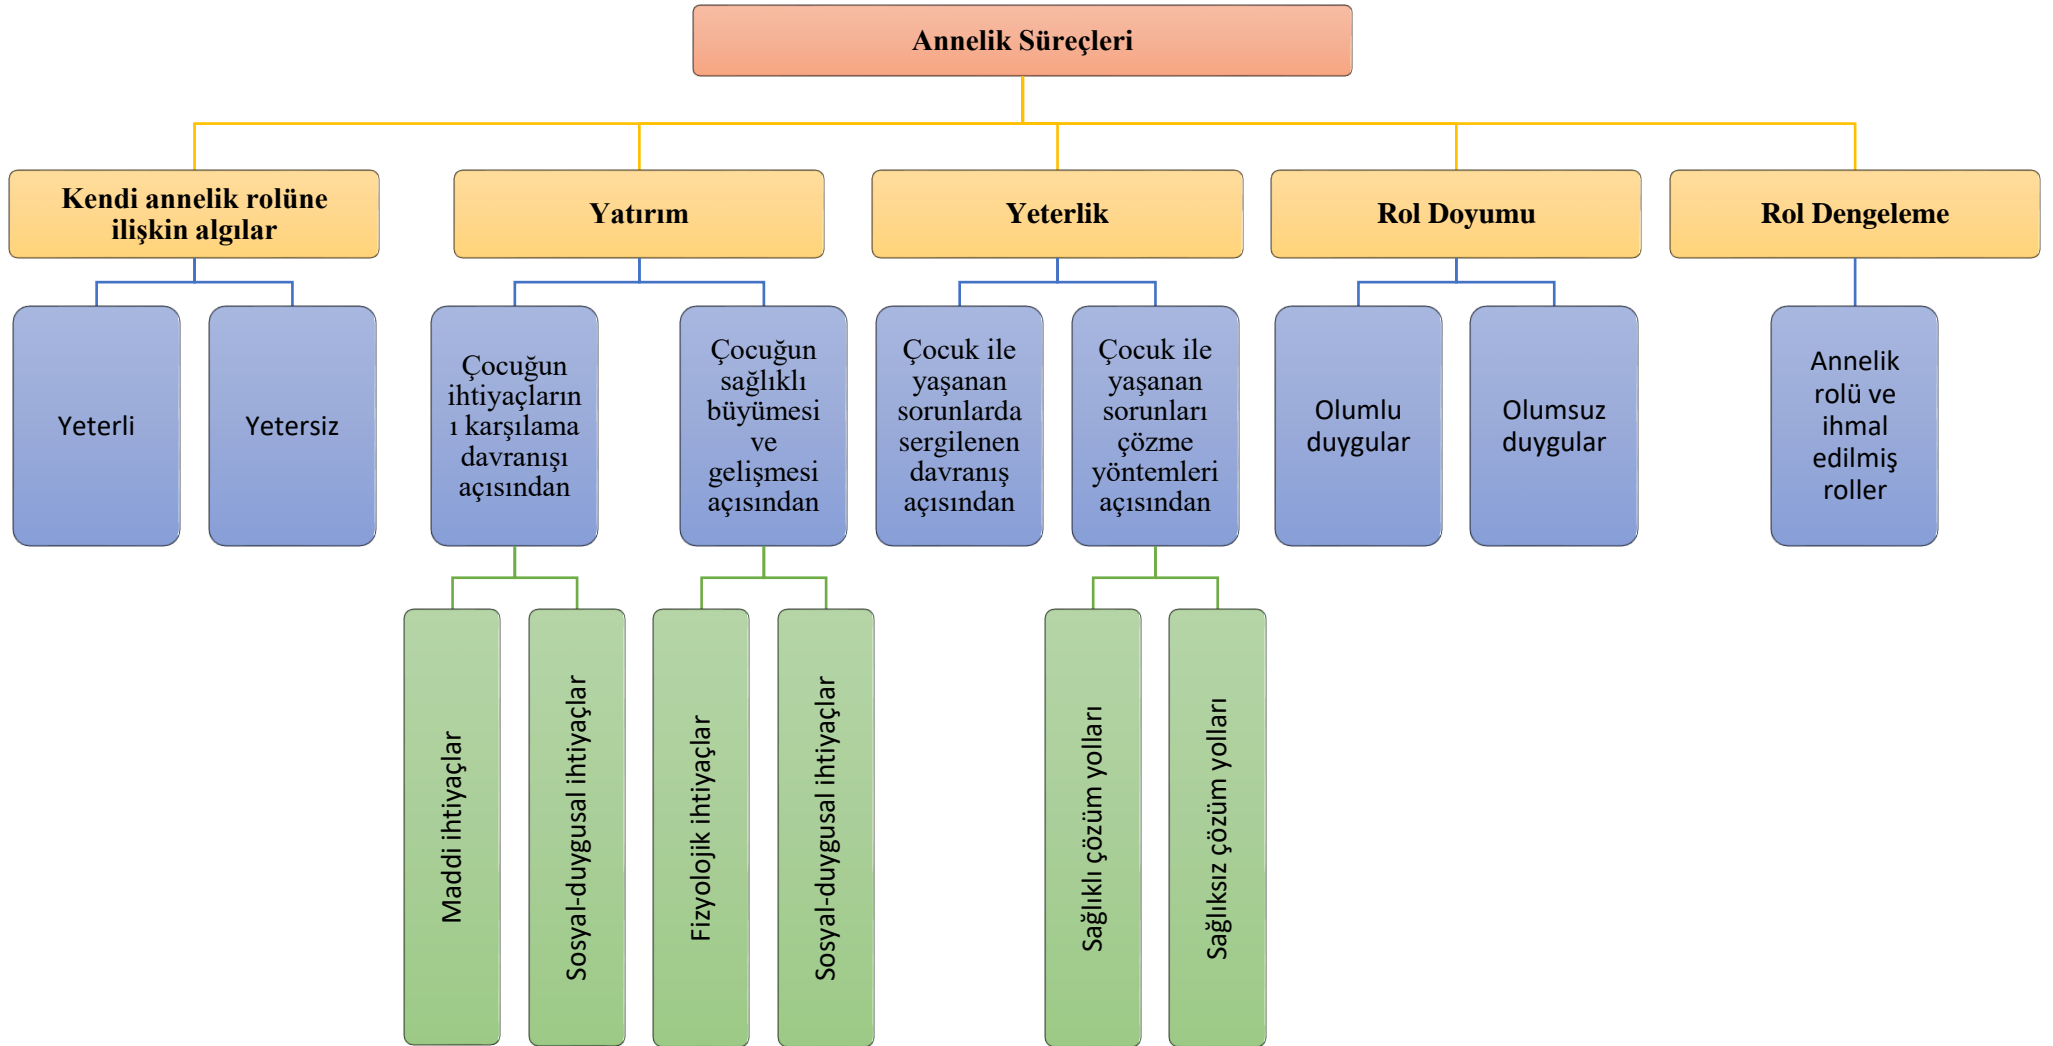 Annelik Süreçleri
Kendi annelik rolüne
ilişkin algılar
Yatırım
Yeterlik
Rol Doyumu
Rol Dengeleme
Yeterli
Yetersiz
Çocuğun
ihtiyaçların
ı karşılama
davranışı
açısından
Çocuğun
sağlıklı
büyümesi
ve
gelişmesi
açısından
Çocuk ile
yaşanan
sorunlarda
sergilenen
davranış
açısından
Çocuk ile
yaşanan
sorunları
çözme
yöntemleri
açısından
Olumlu
duygular
Olumsuz
duygular
Annelik
rolü ve
ihmal
edilmiş
roller
Maddi ihtiyaçlar
Sosyal-duygusal ihtiyaçlar
Fizyolojik ihtiyaçlar
Sosyal-duygusal ihtiyaçlar
Sağlıklı çözüm yolları
Sağlıksız çözüm yolları